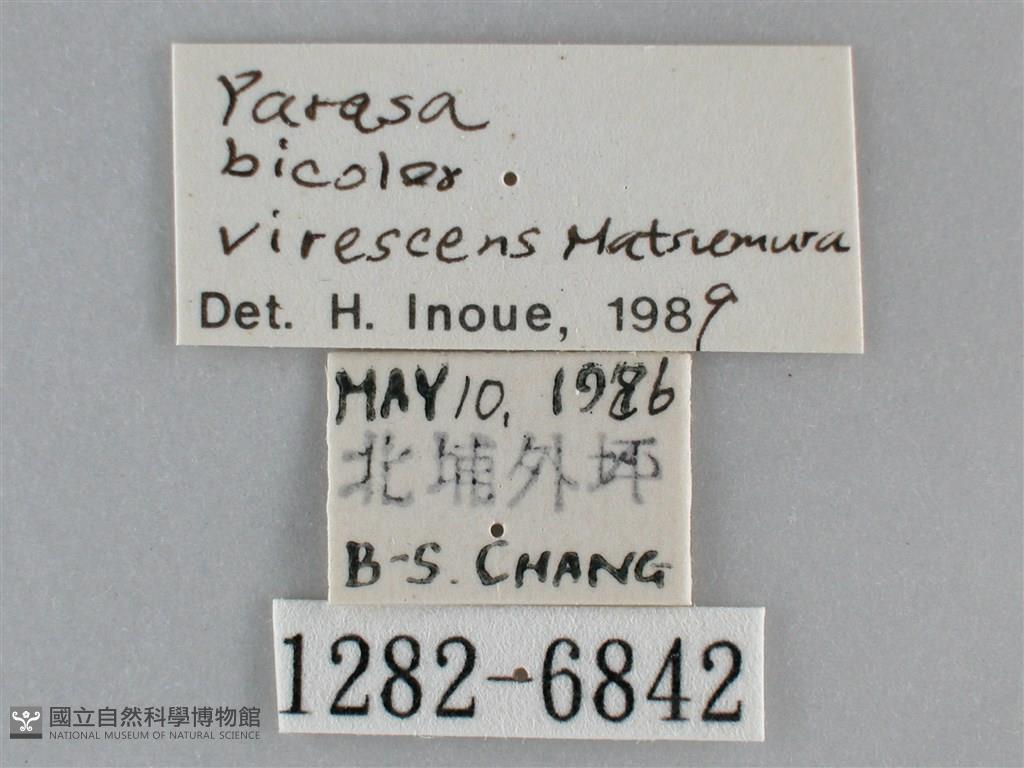 Parasa
bicolor
virescens Matsumura
Det. H. Inoue, 1989
MAY 10, 1986
北埔外坪
B-S. CHANG
1282-6842
國立自然科學博物館
NATIONAL MUSEUM OF NATURAL SCIENCE